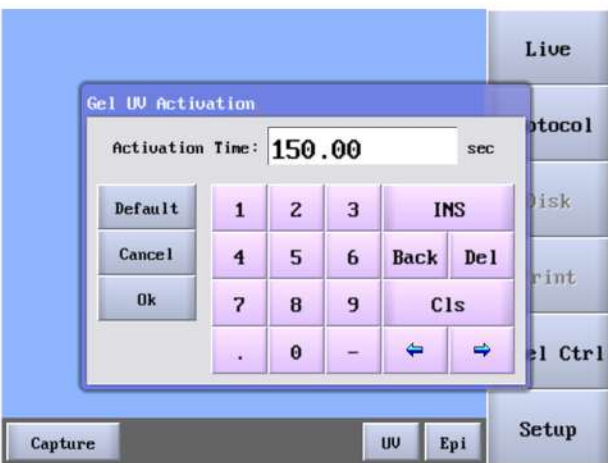 Live
Gel UV Activation
Activation Time: 150.00 sec
Default
1 2 3 INS
Cancel
4 5 6 Back Del
Ok
7 8 9 Cls
. 0 -
Setup
Capture
UV Epi